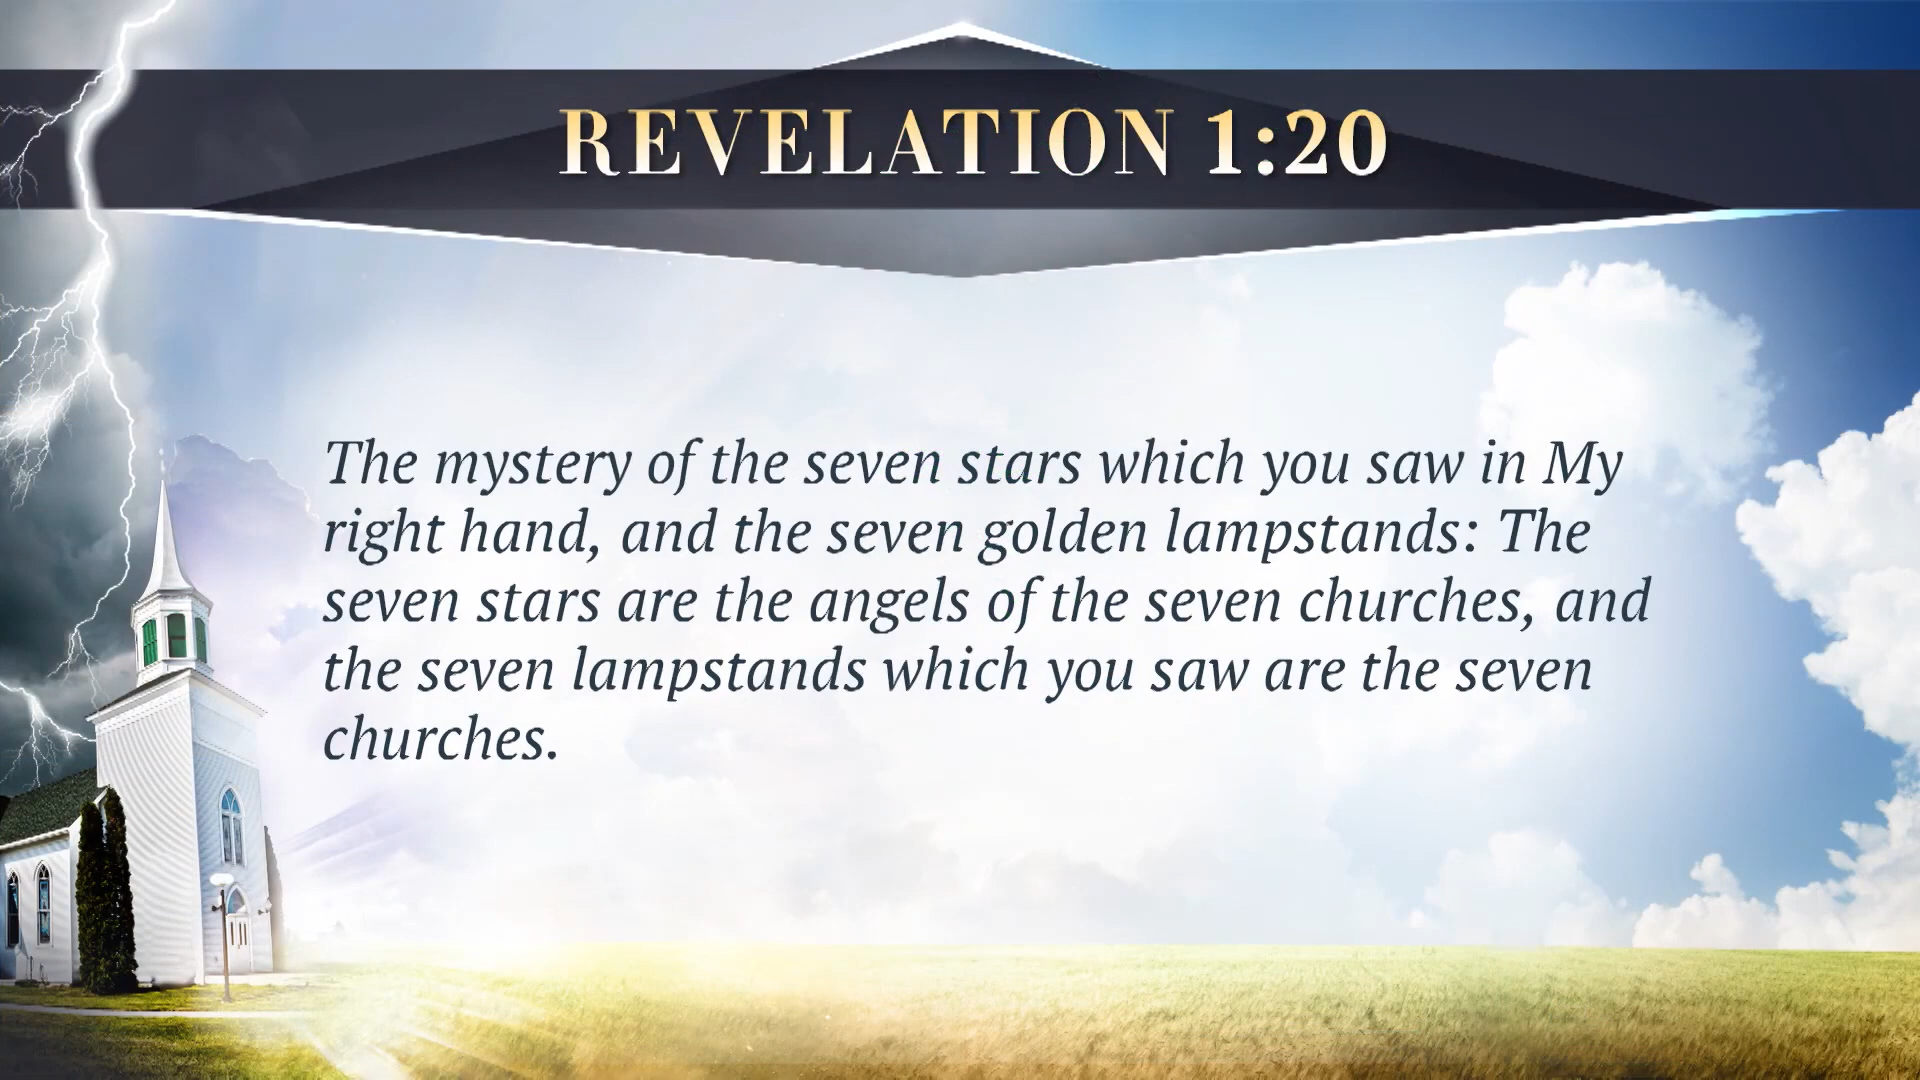 REVELATION 1:20
The mystery of the seven stars which you saw in My
right hand, and the seven golden lampstands: The
seven stars are the angels of the seven churches, and
the seven lampstands which you saw are the seven
churches.